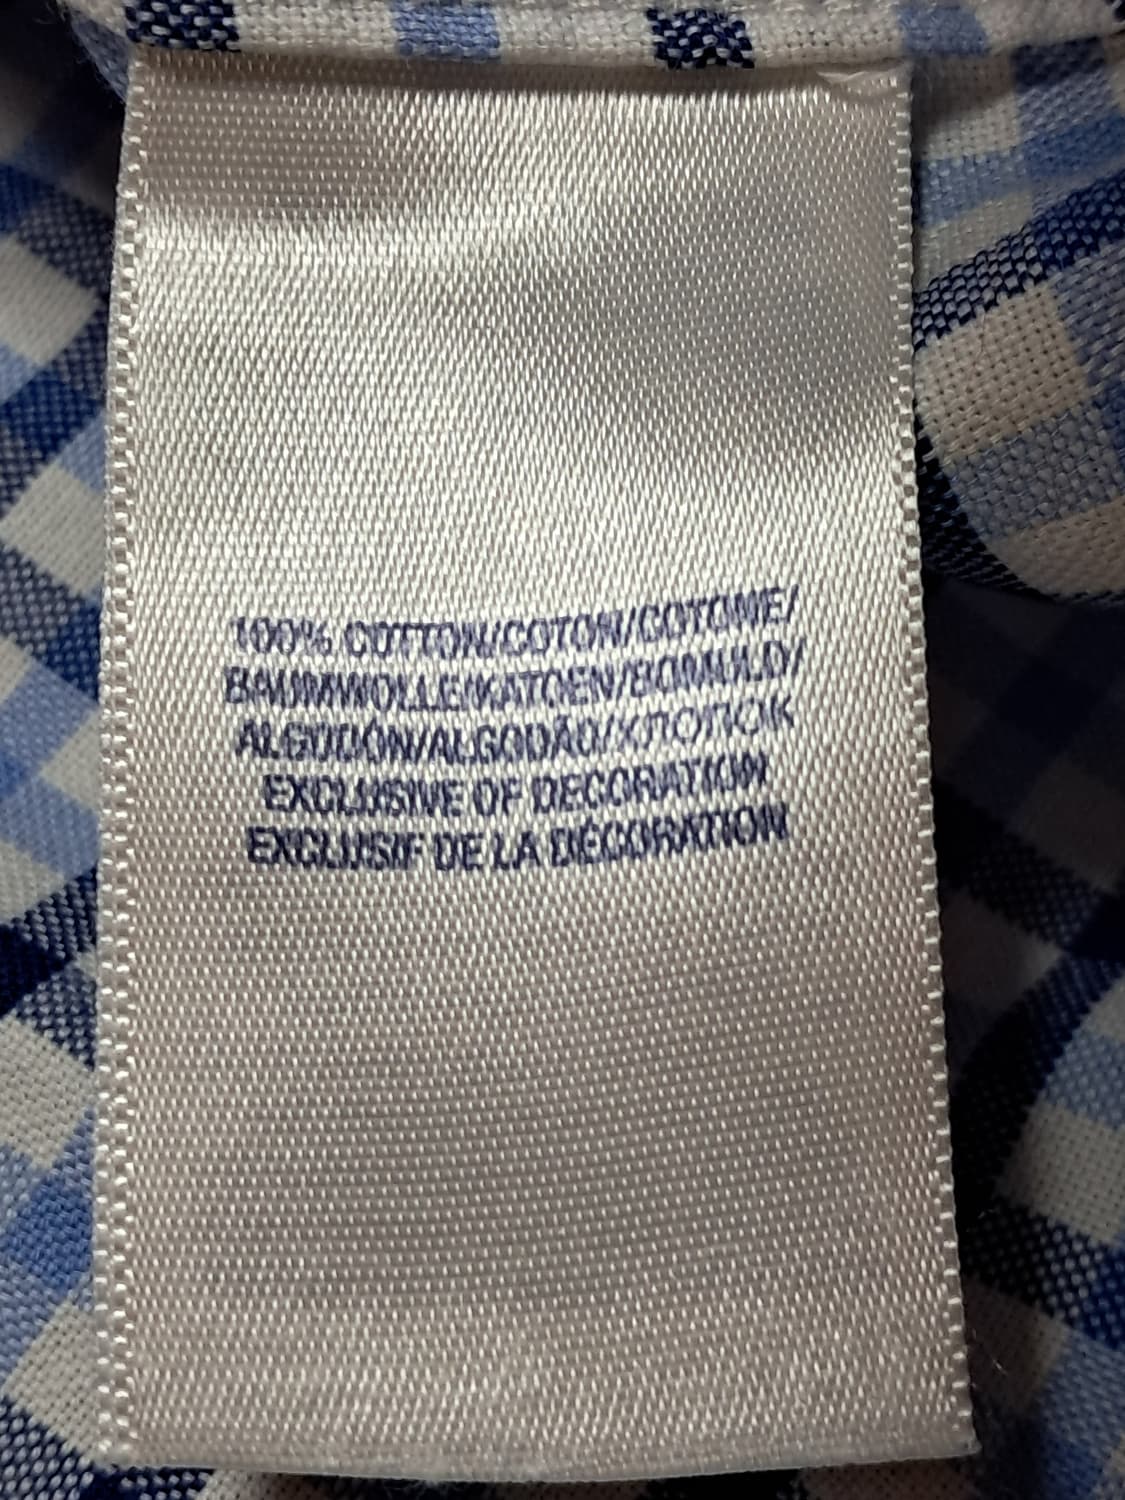 100% COTTON/COTON/COTONE/
BAUMWOLLE/KATOEN/BOMULD/
ALGODÓN/ALGODÃO/ХЛОПОК
EXCLUSIVE OF DECORATION
EXCLUSIF DE LA DÉCORATION